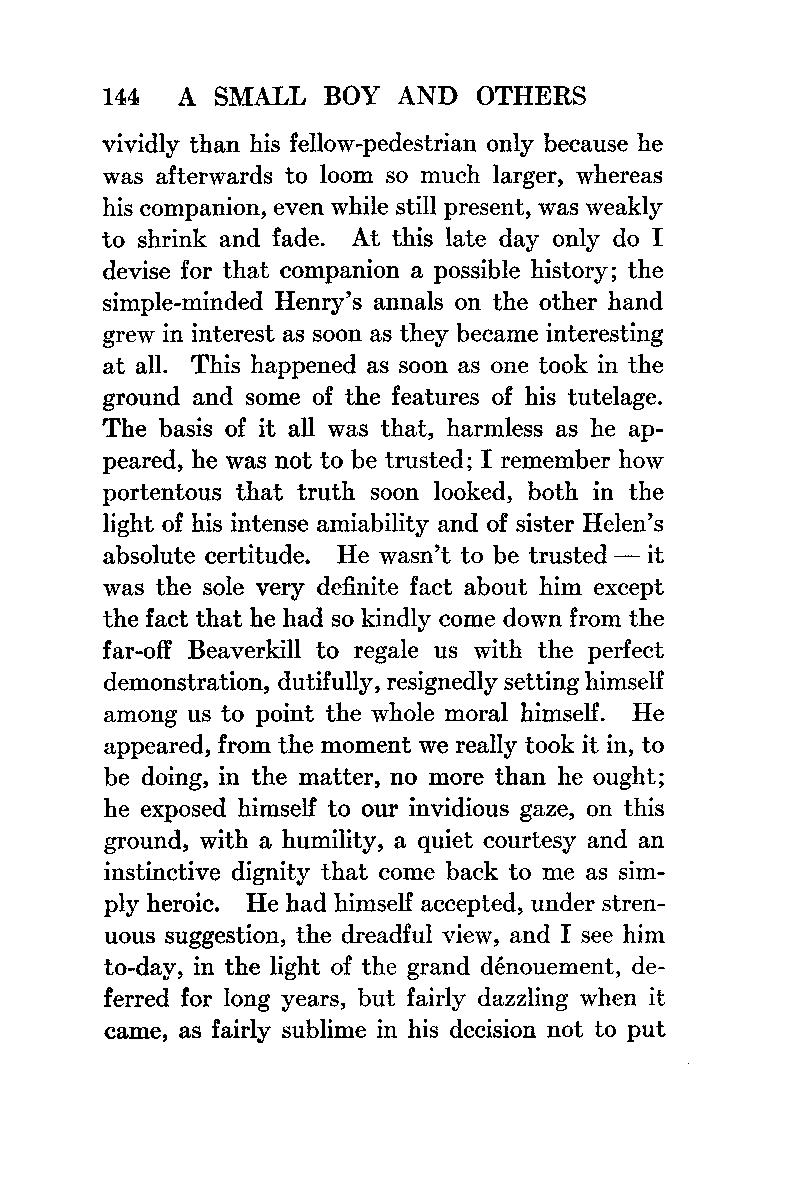 144 A SMALL BOY AND OTHERS
vividly than his fellow-pedestrian only because he
was afterwards to loom so much larger, whereas
his companion, even while still present, was weakly
to shrink and fade. At this late day only do I
devise for that companion a possible history; the
simple-minded Henry's annals on the other hand
grew in interest as soon as they became interesting
at all. This happened as soon as one took in the
ground and some of the features of his tutelage.
The basis of it all was that, harmless as he ap-
peared, he was not to be trusted; I remember how
portentous that truth soon looked, both in the
light of his intense amiability and of sister Helen's
absolute certitude. He wasn't to be trusted — it
was the sole very definite fact about him except
the fact that he had so kindly come down from the
far-off Beaverkill to regale us with the perfect
demonstration, dutifully, resignedly setting himself
among us to point the whole moral himself. He
appeared, from the moment we really took it in, to
be doing, in the matter, no more than he ought;
he exposed himself to our invidious gaze, on this
ground, with a humility, a quiet courtesy and an
instinctive dignity that come back to me as sim-
ply heroic. He had himself accepted, under stren-
uous suggestion, the dreadful view, and I see him
to-day, in the light of the grand dénouement, de-
ferred for long years, but fairly dazzling when it
came, as fairly sublime in his decision not to put